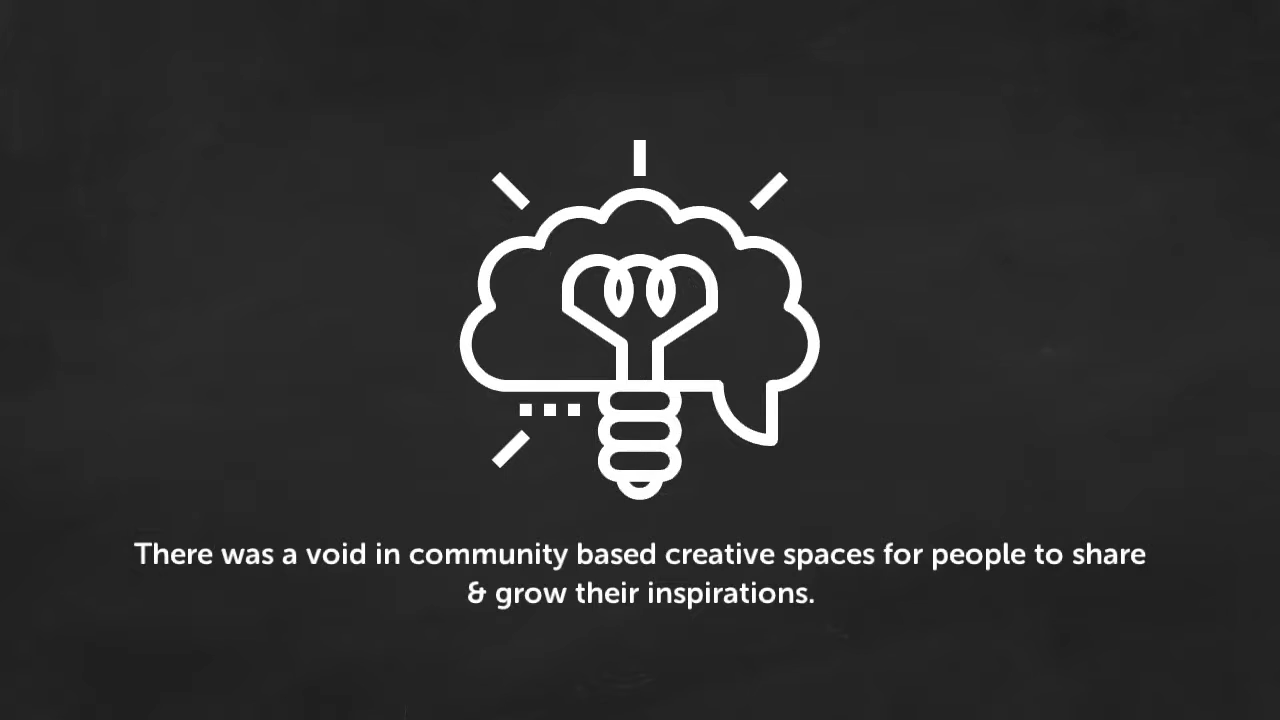 There was a void in community based creative spaces for people to share
& grow their inspirations.